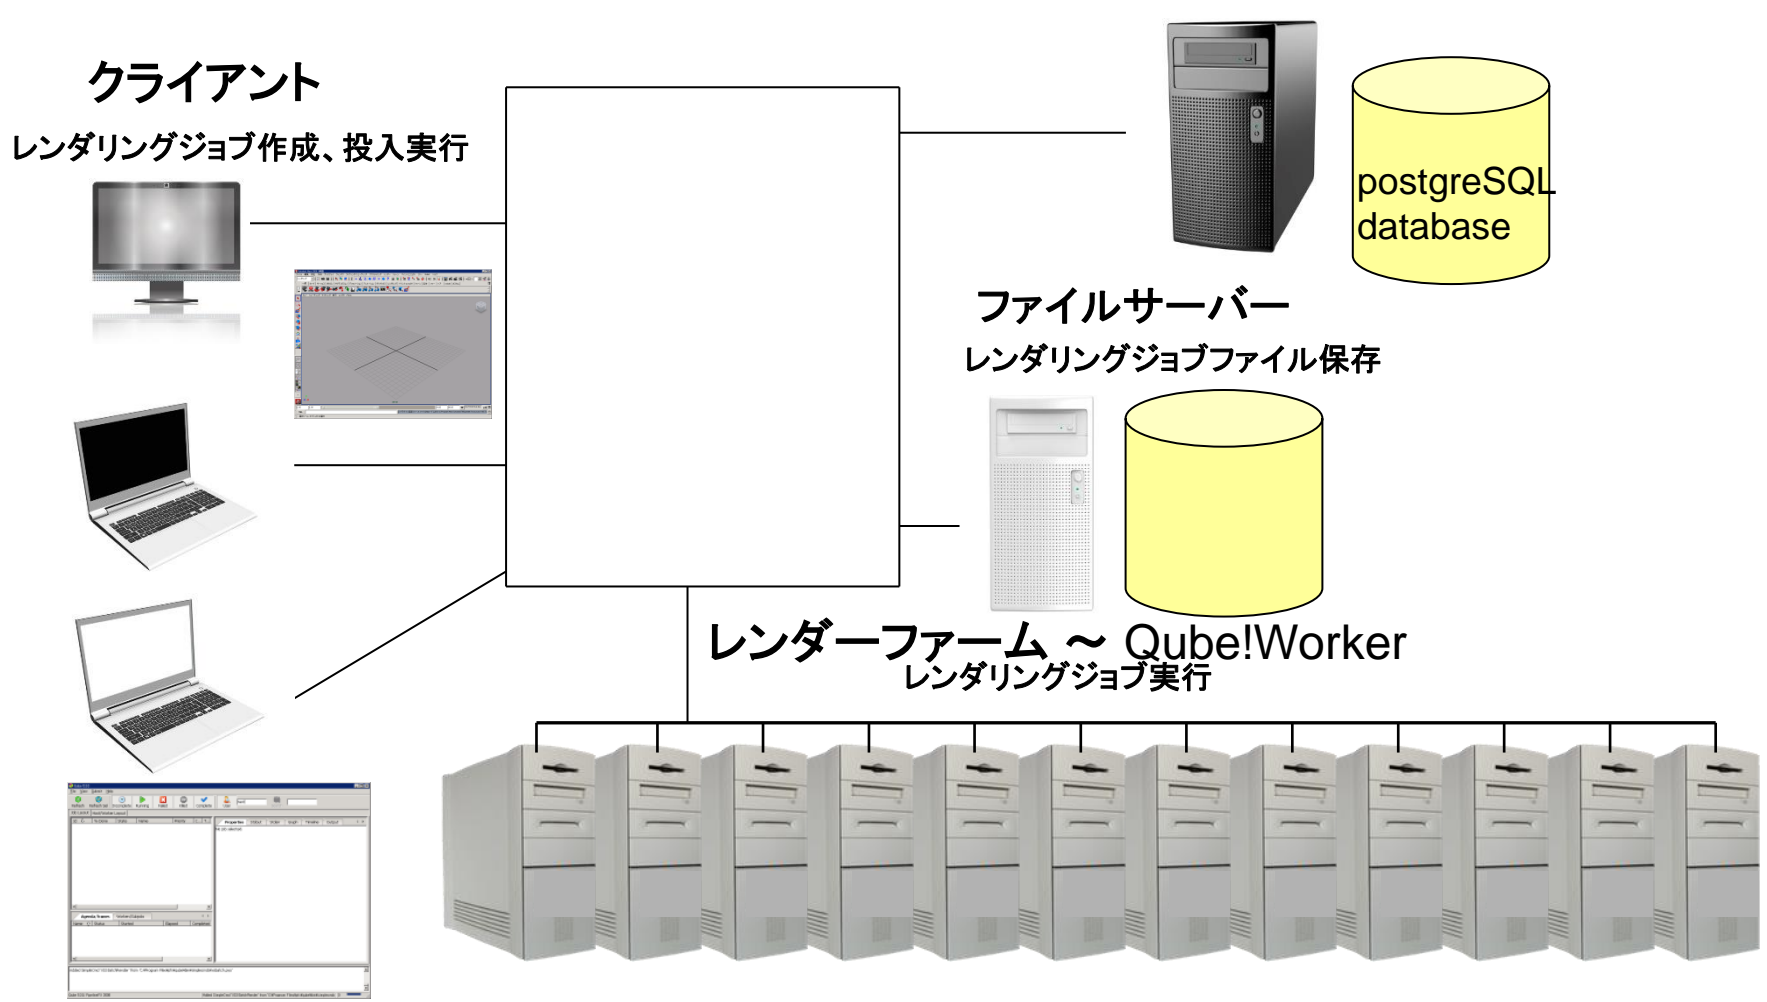 クライアント
レンダリングジョブ作成、投入実行
postgreSQL
database
ファイルサーバー
レンダリングジョブファイル保存
レンダーファーム ～ Qube!Worker
レンダリングジョブ実行